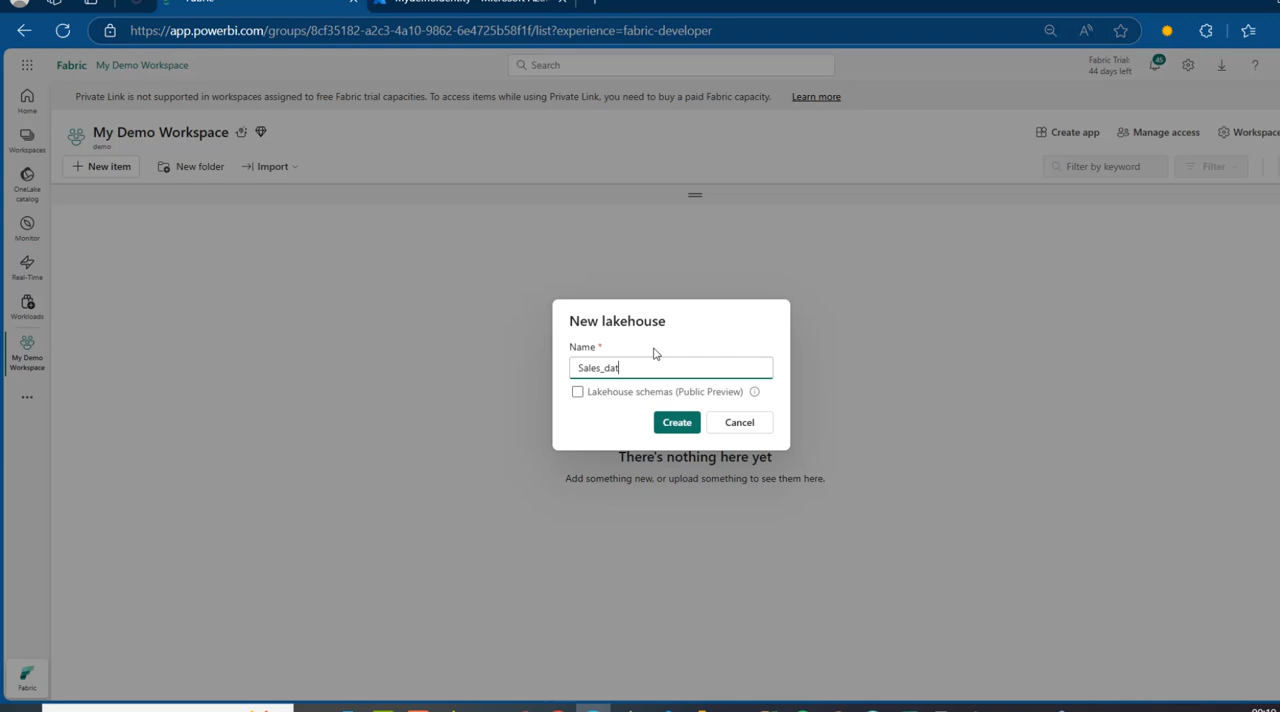 Fabric
https://app.powerbi.com/groups/8cf35182-a2c3-4a10-9862-6e4725b58f1f/list?experience=fabric-developer
Fabric My Demo Workspace
Search
Fabric Trial:
44 days left
45
Private Link is not supported in workspaces assigned to free Fabric trial capacities. To access items while using Private Link, you need to buy a paid Fabric capacity. Learn more
Home
My Demo Workspace
demo
Create app
Manage access
Workspace
Workspaces
New item
New folder
Import
Filter by keyword
Filter
OneLake
catalog
Monitor
Real-Time
Workloads
My Demo
Workspace
New lakehouse
Name *
Sales_dat
Lakehouse schemas (Public Preview)
Create
Cancel
There's nothing here yet
Add something new, or upload something to see them here.
Fabric